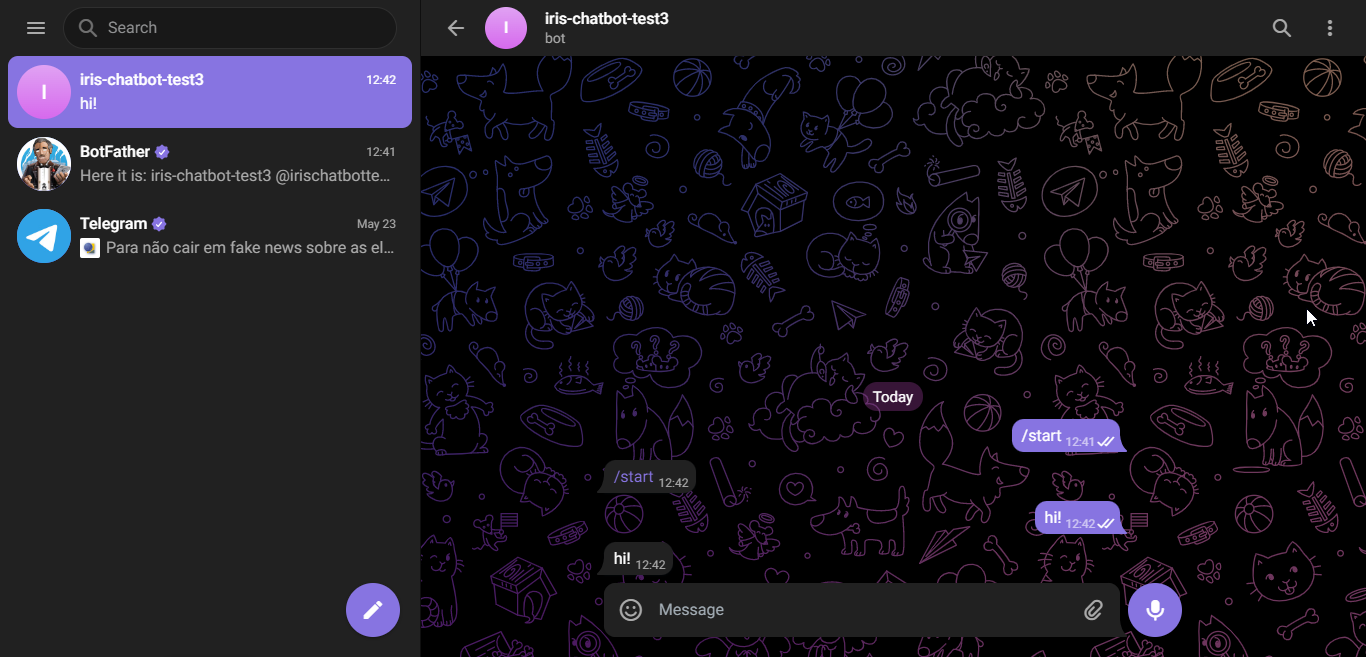 Search
iris-chatbot-test3
12:42
hi!
BotFather
12:41
Here it is: iris-chatbot-test3 @irischatbotte...
Telegram
May 23
Para não cair em fake news sobre as el...
I
I
iris-chatbot-test3
bot
Today
/start 12:41
/start 12:42
hi! 12:42
hi! 12:42
Message